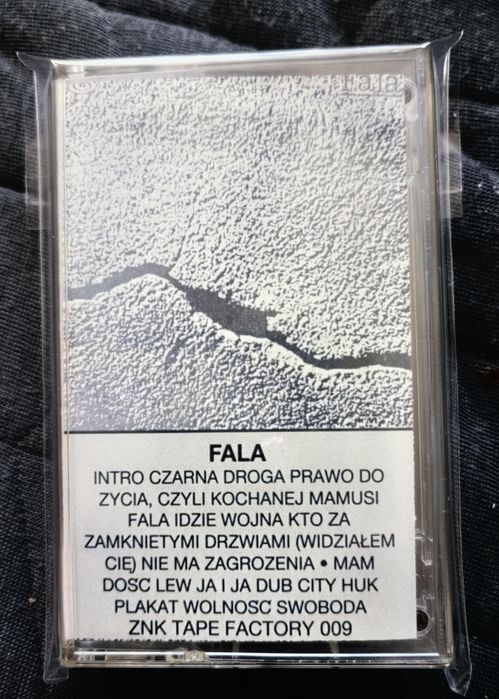 Fala
FALA
INTRO CZARNA DROGA PRAWO DO
ZYCIA, CZYLI KOCHANEJ MAMUSI
FALA IDZIE WOJNA KTO ZA
ZAMKNIETYMI DRZWIAMI (WIDZIAŁEM
CIĘ) NIE MA ZAGROZENIA • MAM
DOSC LEW JA I JA DUB CITY HUK
PLAKAT WOLNOSC SWOBODA
ZNK TAPE FACTORY 009